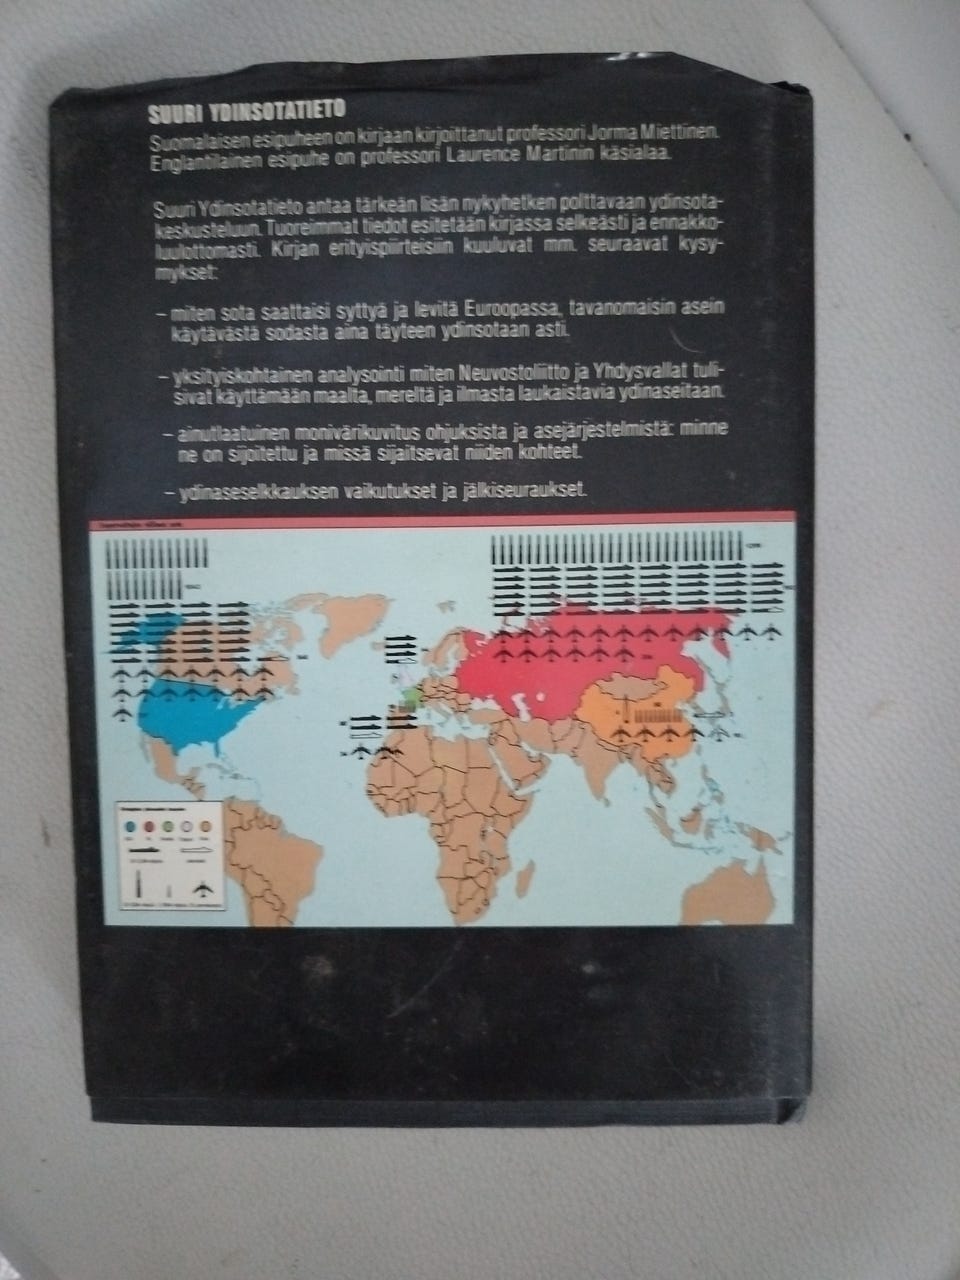 SUURI YDINSOTATIETO
Suomalaisen esipuheen on kirjaan kirjoittanut professori Jorma Miettinen.
Englantilainen esipuhe on professori Laurence Martinin käsialaa.
Suuri Ydinsotatieto antaa tärkeän lisän nykyhetken polttavaan ydinsota-
keskusteluun. Tuoreimmat tiedot esitetään kirjassa selkeästi ja ennakko-
luulottomasti. Kirjan erityispiirteisiin kuuluvat mm. seuraavat kysy-
mykset:
– miten sota saattaisi syttyä ja levitä Euroopassa, tavanomaisin asein
käytävästä sodasta aina täyteen ydinsotaan asti.
– yksityiskohtainen analysointi miten Neuvostoliitto ja Yhdysvallat tuli-
sivat käyttämään maalta, mereltä ja ilmasta laukaistavia ydinaseitaan.
– ainutlaatuinen monivärikuvitus ohjuksista ja asejärjestelmistä: minne
ne on sijoitettu ja missä sijaitsevat niiden kohteet.
– ydinaseselkkauksen vaikutukset ja jälkiseuraukset.